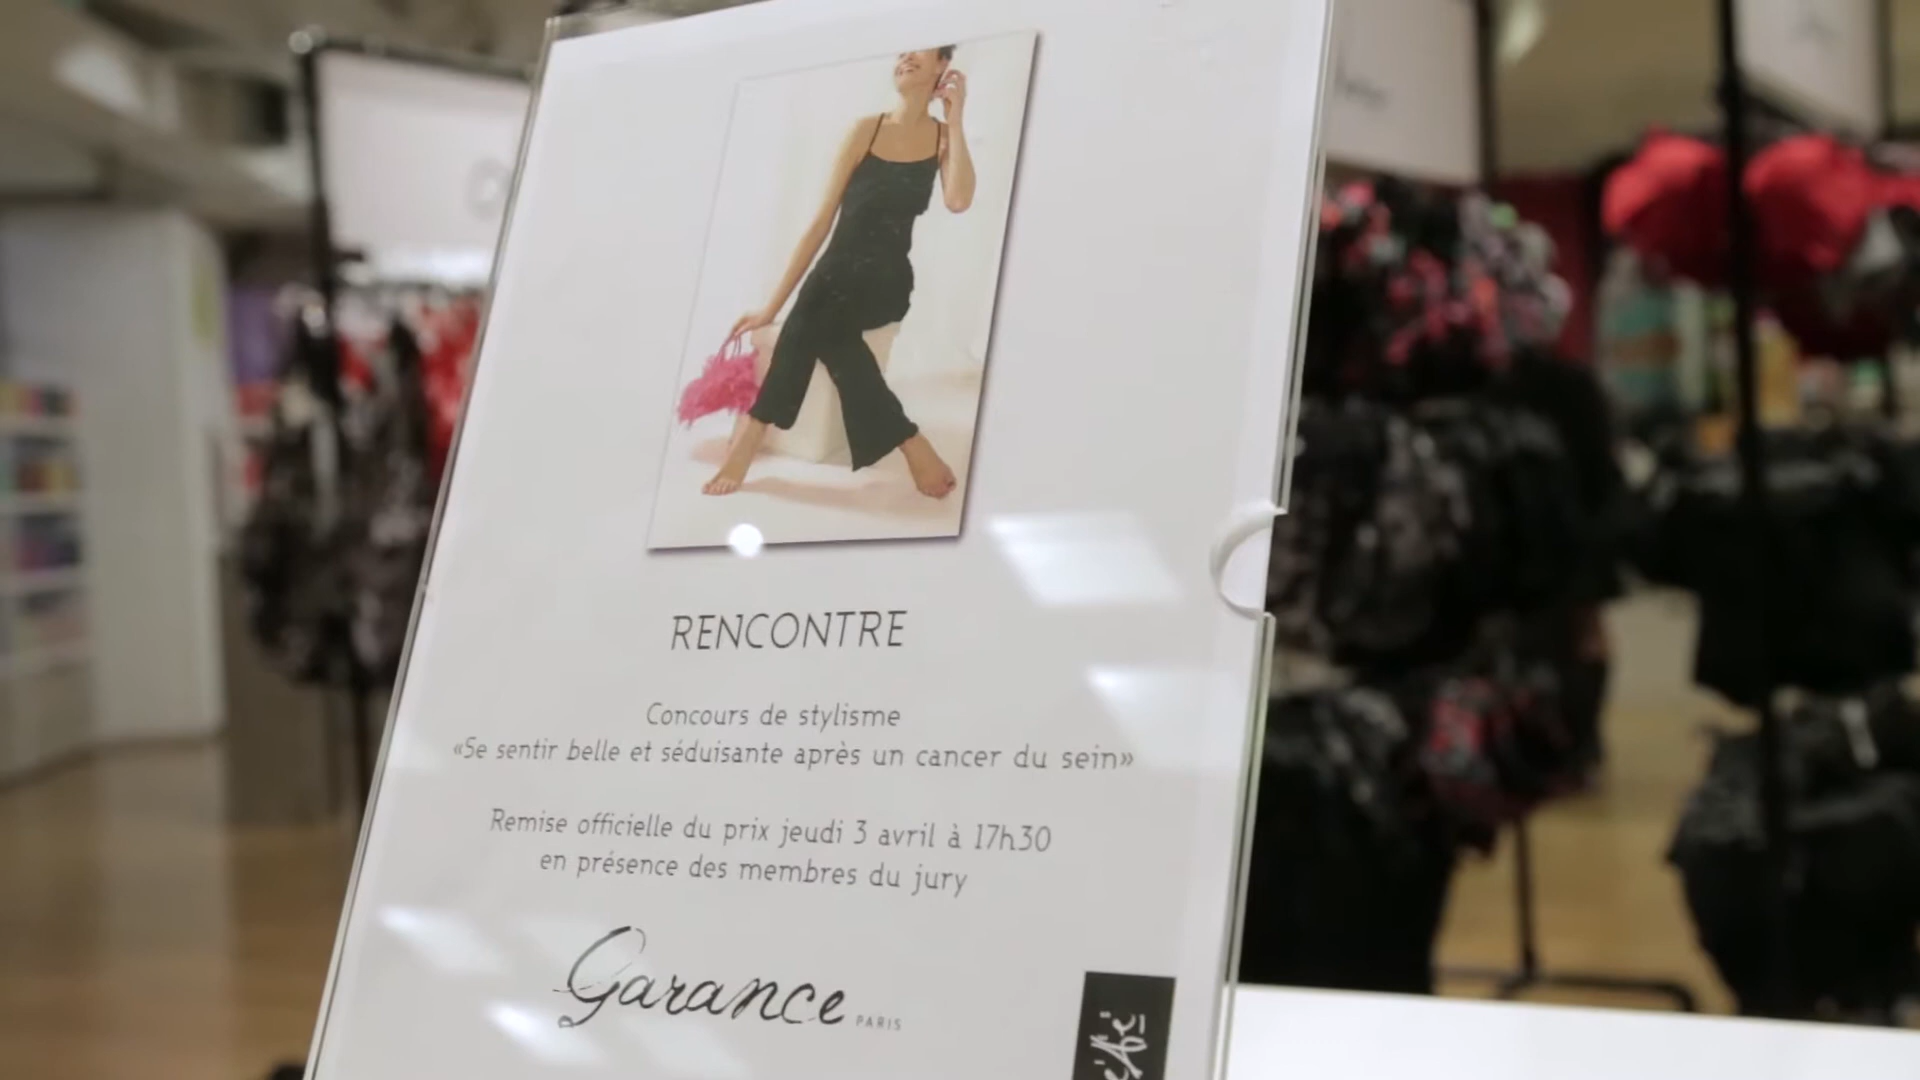 RENCONTRE
Concours de stylisme
«Se sentir belle et séduisante après un cancer du sein»
Remise officielle du prix jeudi 3 avril à 17h30
en présence des membres du jury
Garance PARIS